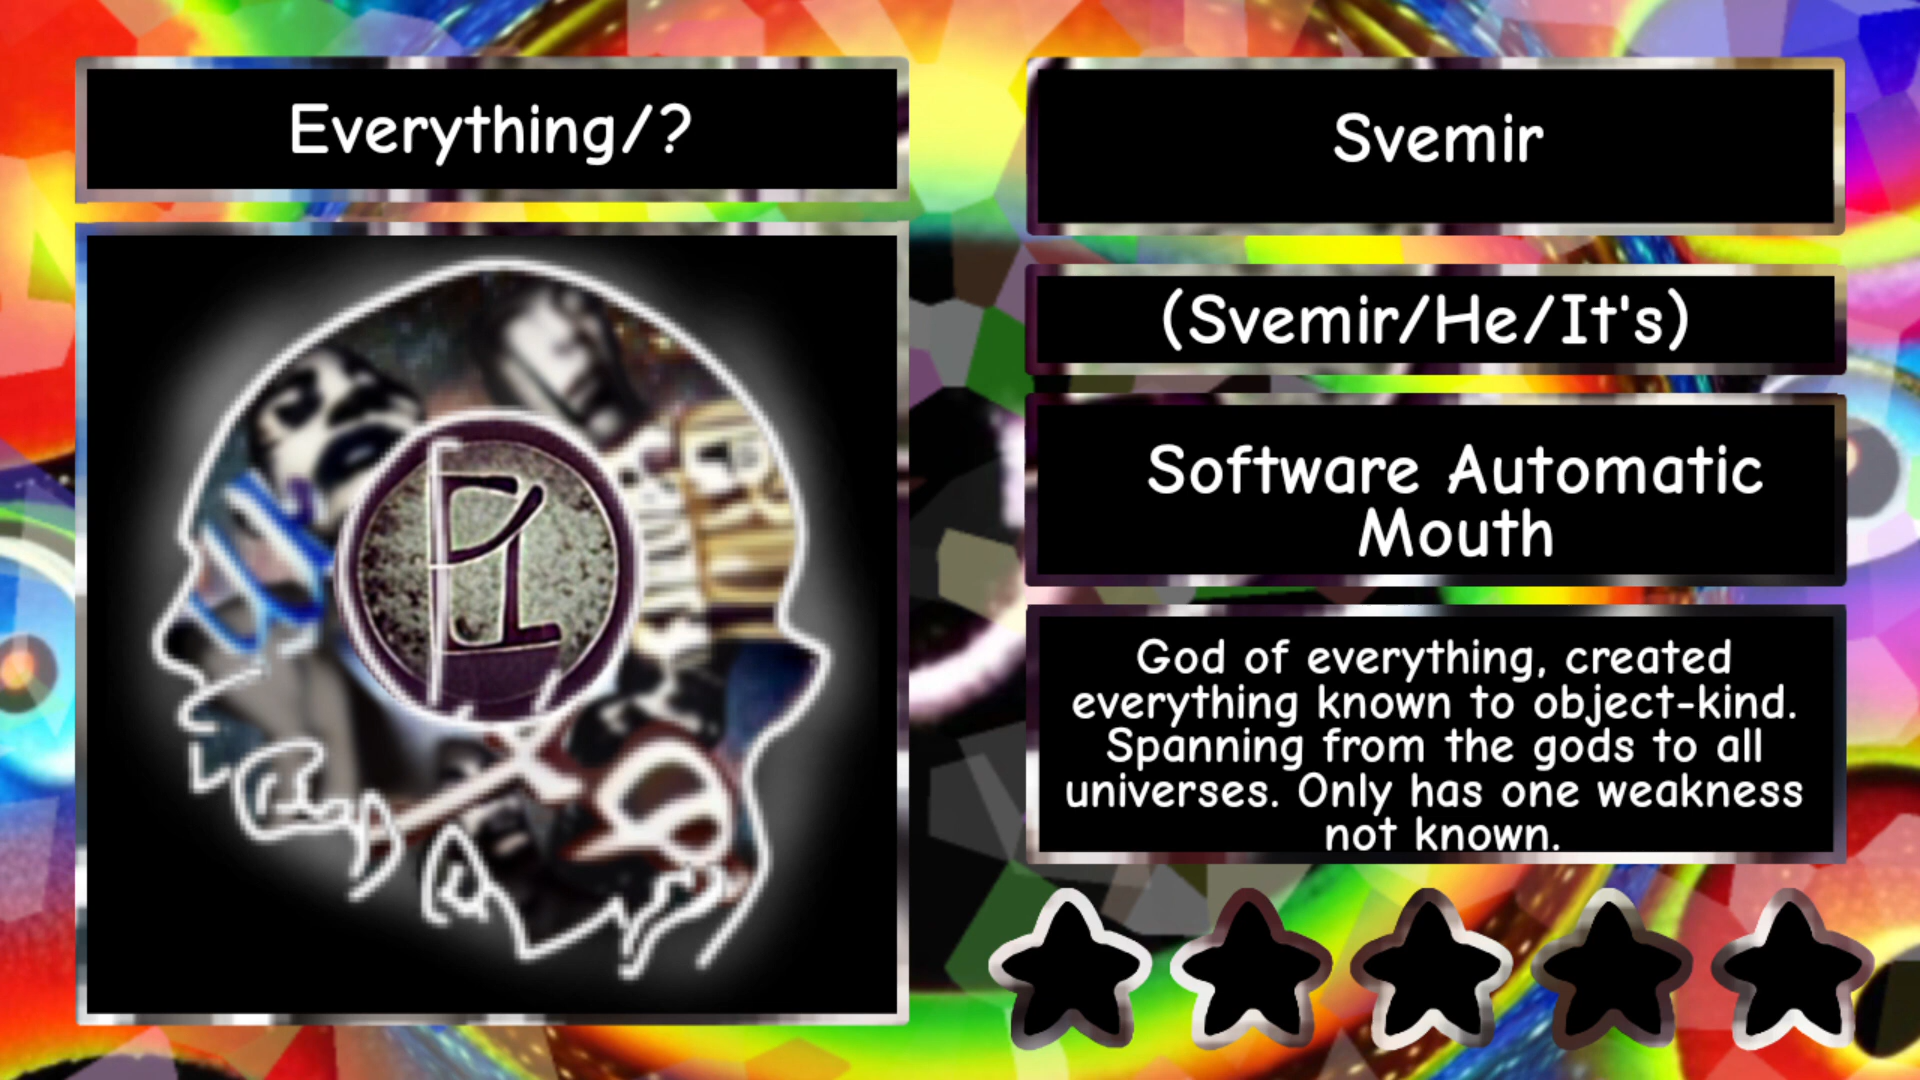 Everything/?
Svemir
(Svemir/He/It's)
Software Automatic
Mouth
God of everything, created
everything known to object-kind.
Spanning from the gods to all
universes. Only has one weakness
not known.